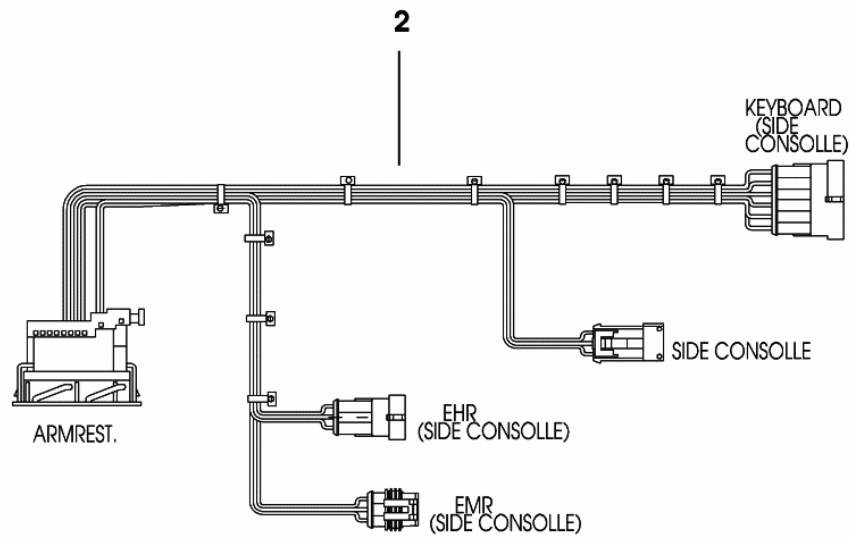 2
KEYBOARD
(SIDE
CONSOLLE)
SIDE CONSOLLE
EHR
(SIDE CONSOLLE)
ARMREST.
EMR
(SIDE CONSOLLE)